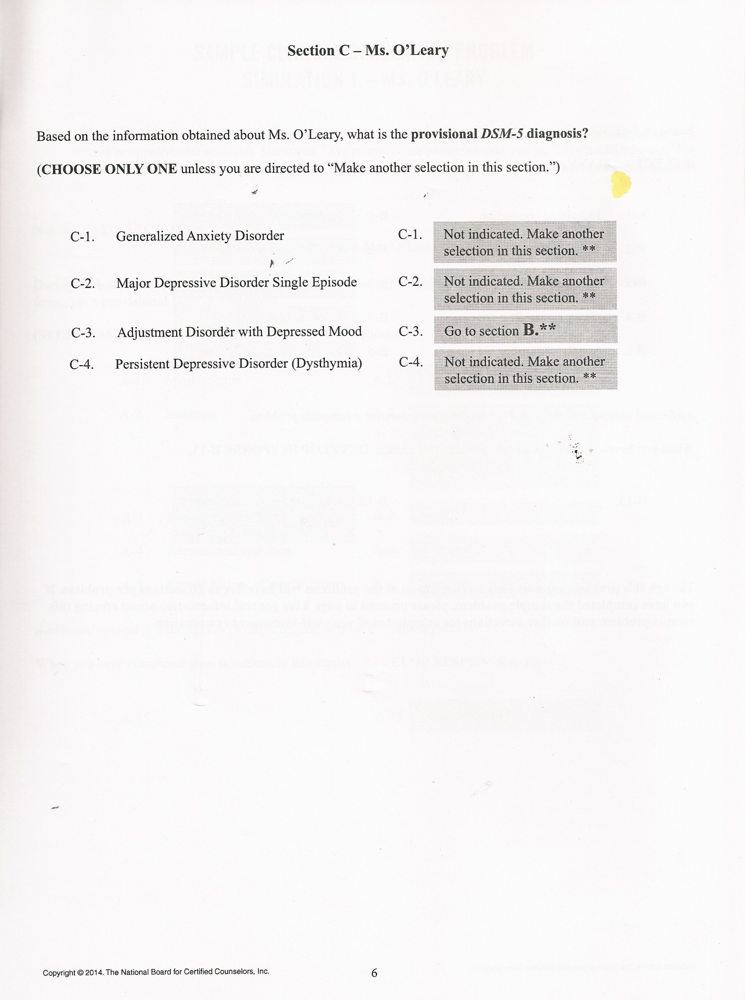 Section C – Ms. O’Leary
Based on the information obtained about Ms. O’Leary, what is the provisional DSM-5 diagnosis?
(CHOOSE ONLY ONE unless you are directed to “Make another selection in this section.”)
C-1. Generalized Anxiety Disorder
C-1. Not indicated. Make another
selection in this section. **
C-2. Major Depressive Disorder Single Episode
C-2. Not indicated. Make another
selection in this section. **
C-3. Adjustment Disorder with Depressed Mood
C-3. Go to section B.**
C-4. Persistent Depressive Disorder (Dysthymia)
C-4. Not indicated. Make another
selection in this section. **
Copyright © 2014. The National Board for Certified Counselors, Inc.
6